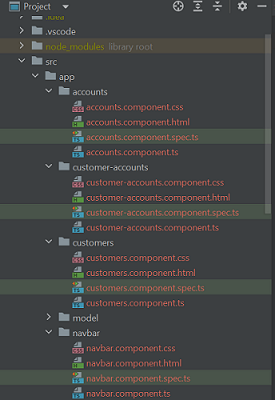 Project
.idea
.vscode
node_modules library root
src
app
accounts
accounts.component.css
accounts.component.html
accounts.component.spec.ts
accounts.component.ts
customer-accounts
customer-accounts.component.css
customer-accounts.component.html
customer-accounts.component.spec.ts
customer-accounts.component.ts
customers
customers.component.css
customers.component.html
customers.component.spec.ts
customers.component.ts
model
navbar
navbar.component.css
navbar.component.html
navbar.component.spec.ts
navbar.component.ts